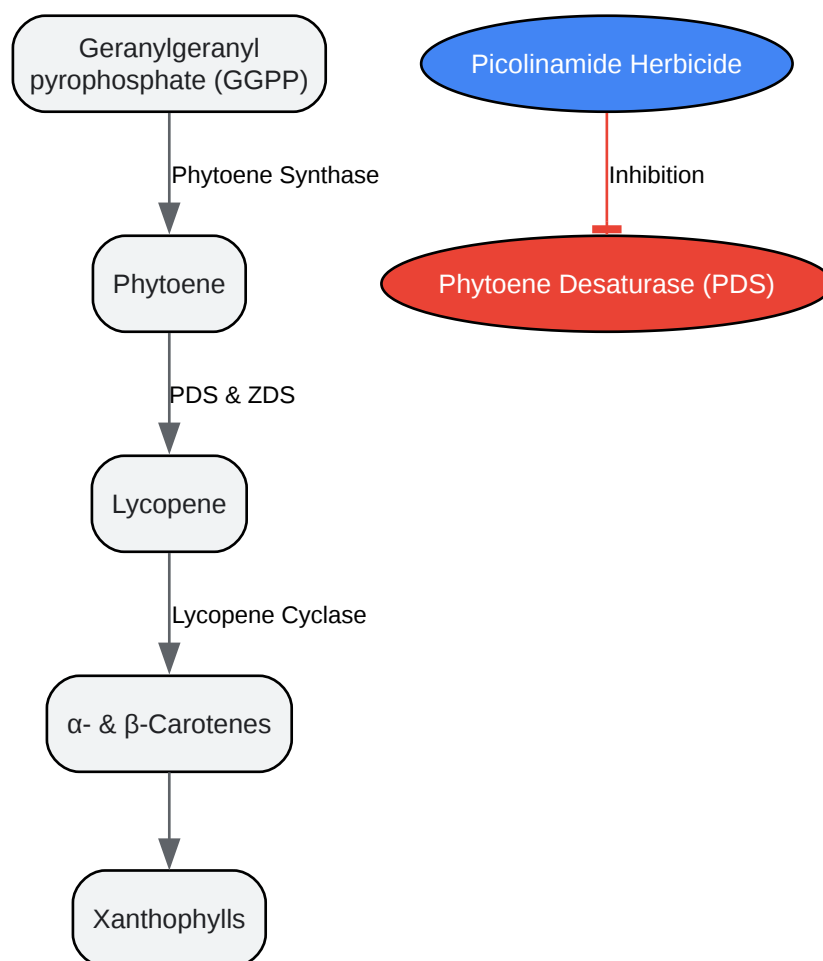 Geranylgeranyl
pyrophosphate (GGPP)
Picolinamide Herbicide
Phytoene Synthase
Inhibition
Phytoene
Phytoene Desaturase (PDS)
PDS & ZDS
Lycopene
Lycopene Cyclase
α- & β-Carotenes
Xanthophylls